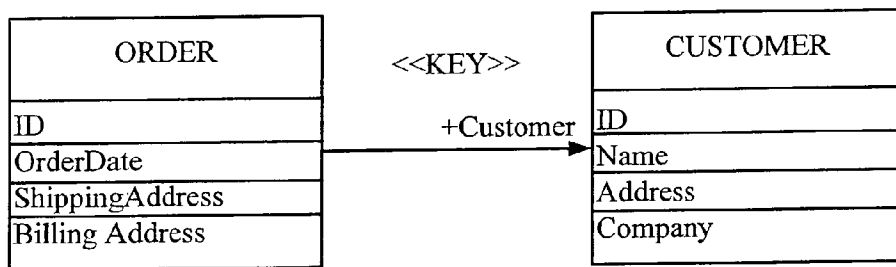 ORDER
ID
OrderDate
ShippingAddress
Billing Address
<<KEY>>
+Customer
CUSTOMER
ID
Name
Address
Company